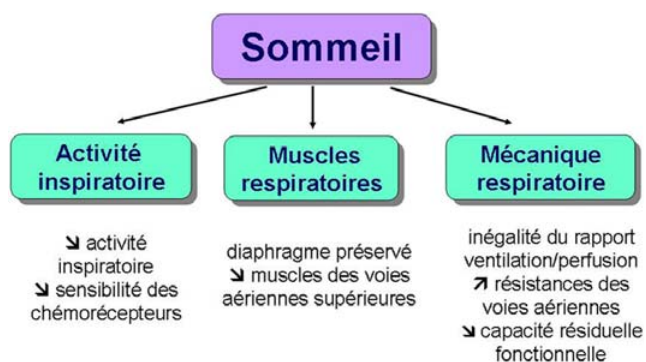 Sommeil
Activité
inspiratoire
↘ activité
inspiratoire
↘ sensibilité des
chémorécepteurs
Muscles
respiratoires
diaphragme préservé
↘ muscles des voies
aériennes supérieures
Mécanique
respiratoire
inégalité du rapport
ventilation/perfusion
↗ résistances des
voies aériennes
↘ capacité résiduelle
fonctionnelle